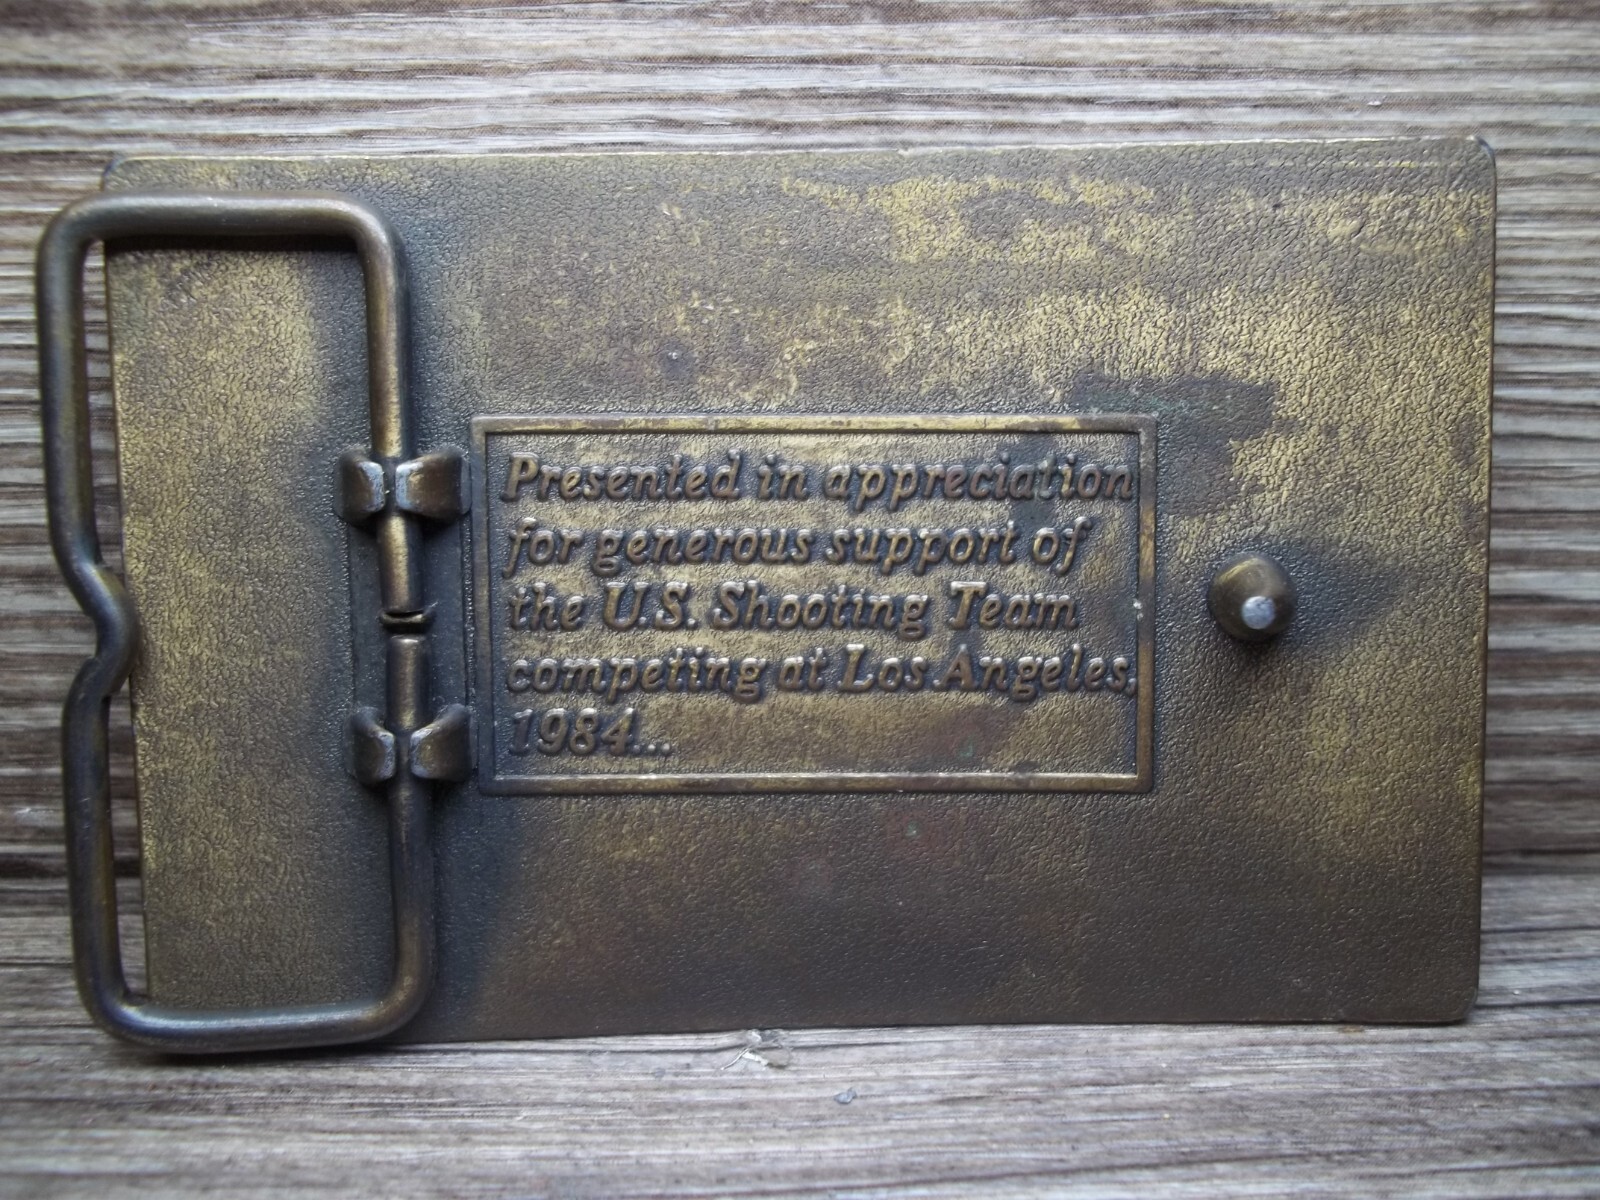 Presented in appreciation
for generous support of
the U.S. Shooting Team
competing at Los Angeles,
1984...